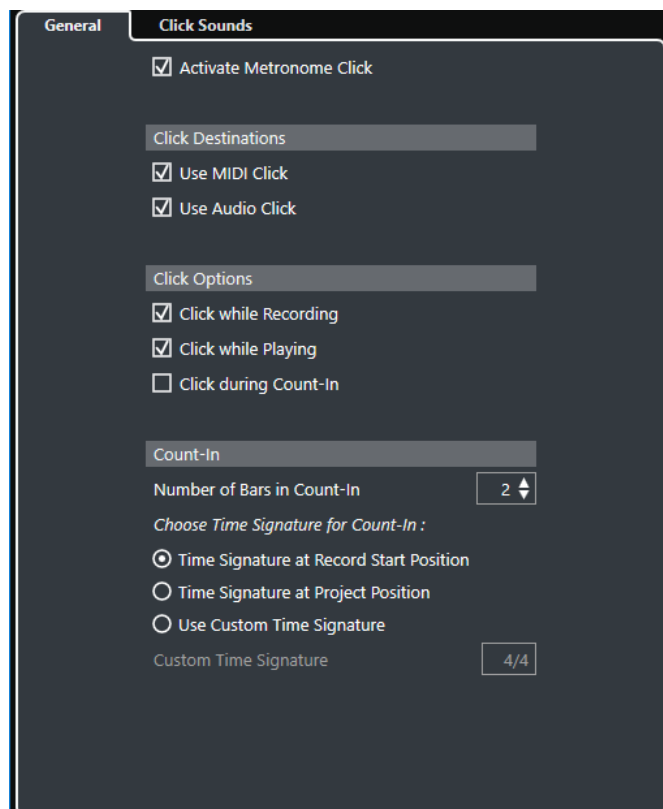 General Click Sounds
Activate Metronome Click
Click Destinations
Use MIDI Click
Use Audio Click
Click Options
Click while Recording
Click while Playing
Click during Count-In
Count-In
Number of Bars in Count-In 2
Choose Time Signature for Count-In :
Time Signature at Record Start Position
Time Signature at Project Position
Use Custom Time Signature
Custom Time Signature 4/4